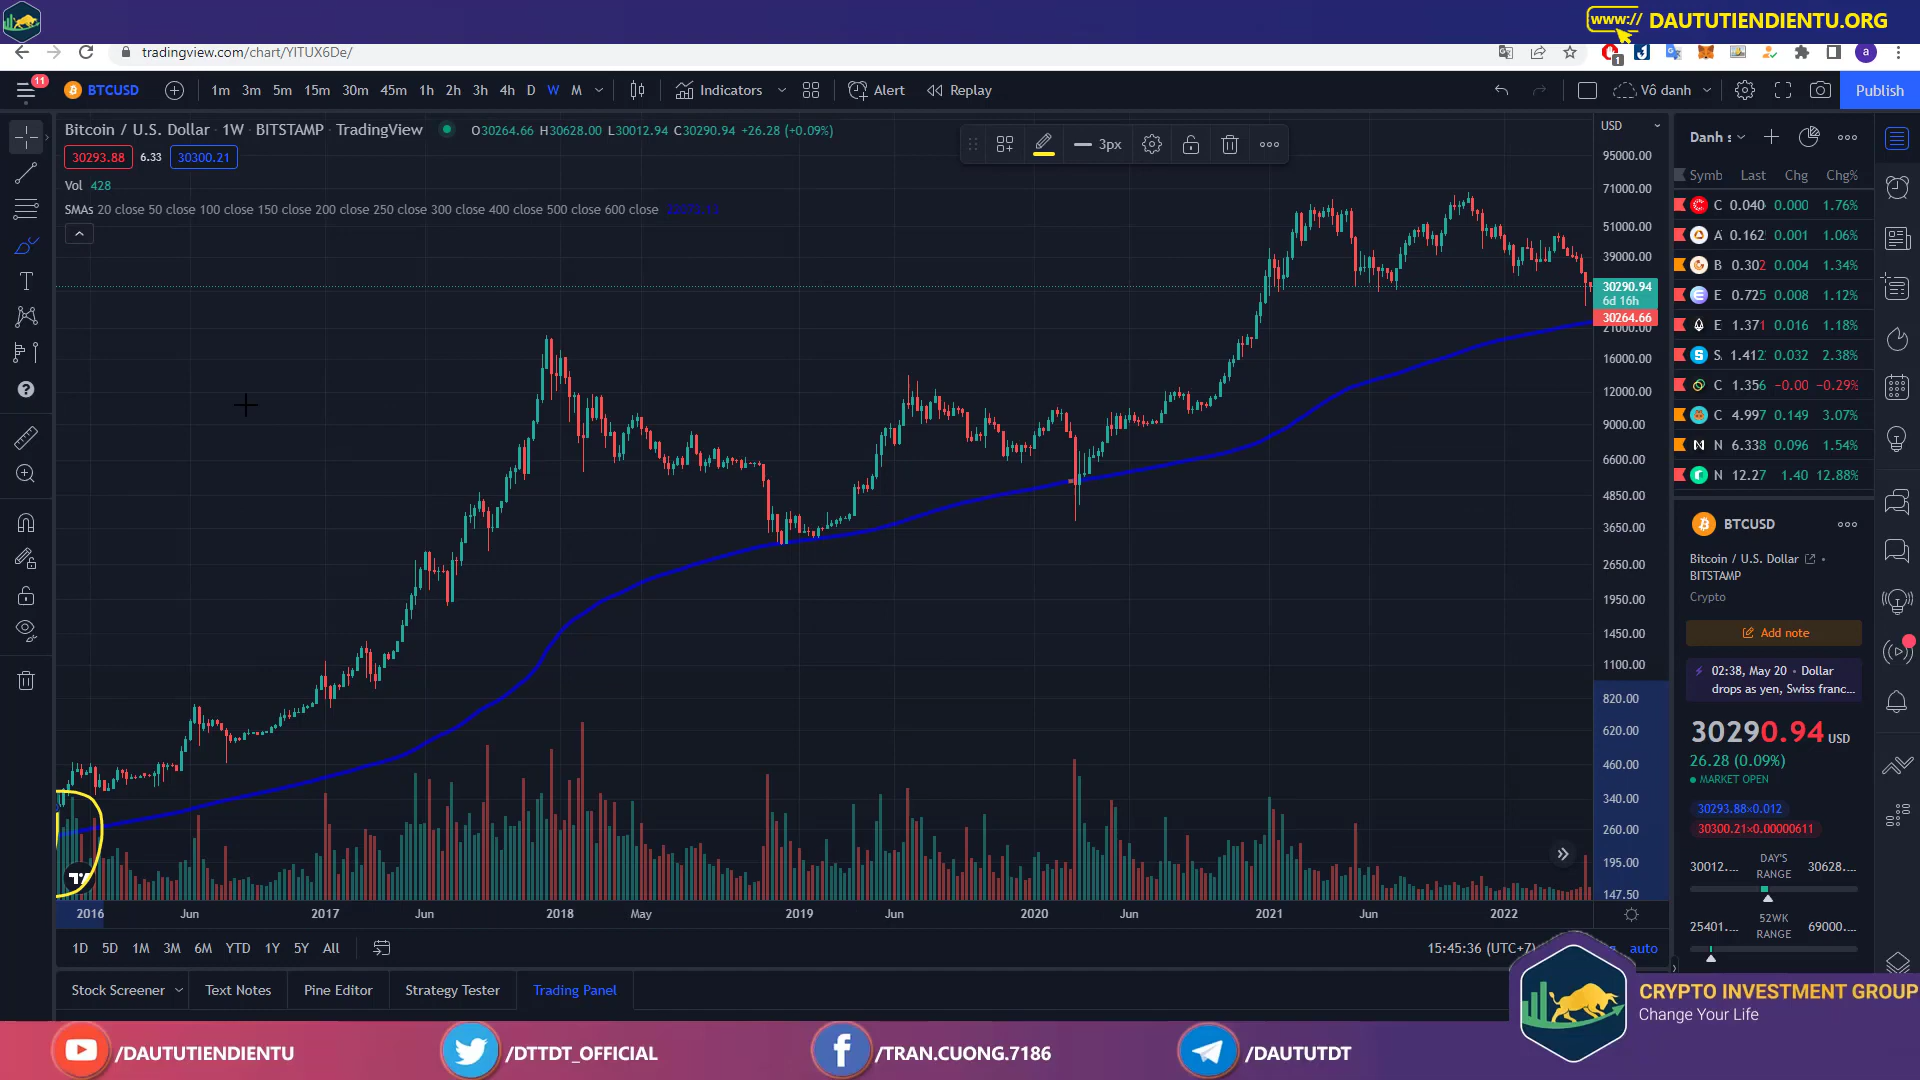 www:// DAUTUTIENDIENTU.ORG
tradingview.com/chart/YITUX6De/
1
a
11
BTCUSD
1m 3m 5m 15m 30m 45m 1h 2h 3h 4h D W M
Indicators
Alert
Replay
Vô danh
Publish
Bitcoin / U.S. Dollar · 1W · BITSTAMP · TradingView
O30264.66 H30628.00 L30012.94 C30290.94 +26.28 (+0.09%)
30293.88 6.33 30300.21
Vol 428
SMAs 20 close 50 close 100 close 150 close 200 close 250 close 300 close 400 close 500 close 600 close
3px
USD
95000.00
71000.00
51000.00
39000.00
30290.94
6d 16h
30264.66
21000.00
16000.00
12000.00
9000.00
6600.00
4850.00
3650.00
2650.00
1950.00
1450.00
1100.00
820.00
620.00
460.00
340.00
260.00
195.00
147.50
2016 Jun 2017 Jun 2018 May 2019 Jun 2020 Jun 2021 Jun 2022
1D 5D 1M 3M 6M YTD 1Y 5Y All
15:45:36 (UTC+7)
auto
Stock Screener
Text Notes
Pine Editor
Strategy Tester
Trading Panel
Danh
Symb Last Chg Chg%
C 0.040 0.000 1.76%
A 0.162 0.001 1.06%
B 0.302 0.004 1.34%
E 0.725 0.008 1.12%
E 1.371 0.016 1.18%
S. 1.412 0.032 2.38%
C 1.356 −0.00 −0.29%
C 4.997 0.149 3.07%
N 6.338 0.096 1.54%
N 12.27 1.40 12.88%
BTCUSD
Bitcoin / U.S. Dollar
BITSTAMP
Crypto
Add note
02:38, May 20 • Dollar
drops as yen, Swiss franc...
30290.94 USD
26.28 (0.09%)
MARKET OPEN
30293.88×0.012
30300.21×0.00000611
30012.... DAY'S RANGE 30628....
25401.... 52WK RANGE 69000....
CRYPTO INVESTMENT GROUP
Change Your Life
/DAUTUTIENDIENTU
/DTTDT_OFFICIAL
/TRAN.CUONG.7186
/DAUTUTDT